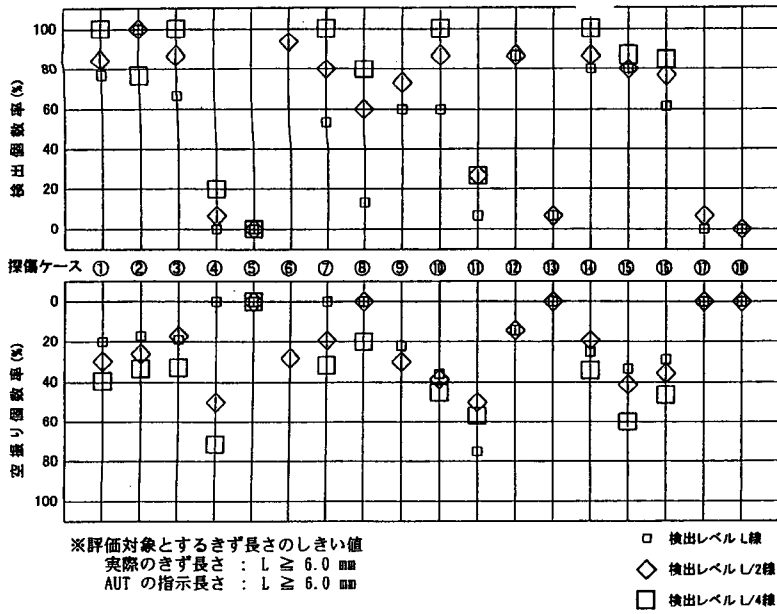 検出個数率(%)
100
80
60
40
20
0
探傷ケース ① ② ③ ④ ⑤ ⑥ ⑦ ⑧ ⑨ ⑩ ⑪ ⑫ ⑬ ⑭ ⑮ ⑯ ⑰ ⑱
空振り個数率(%)
0
20
40
60
80
100
※評価対象とするきず長さのしきい値
実際のきず長さ : L ≧ 6.0 mm
AUT の指示長さ : L ≧ 6.0 mm
検出レベル L線
検出レベル L/2線
検出レベル L/4線